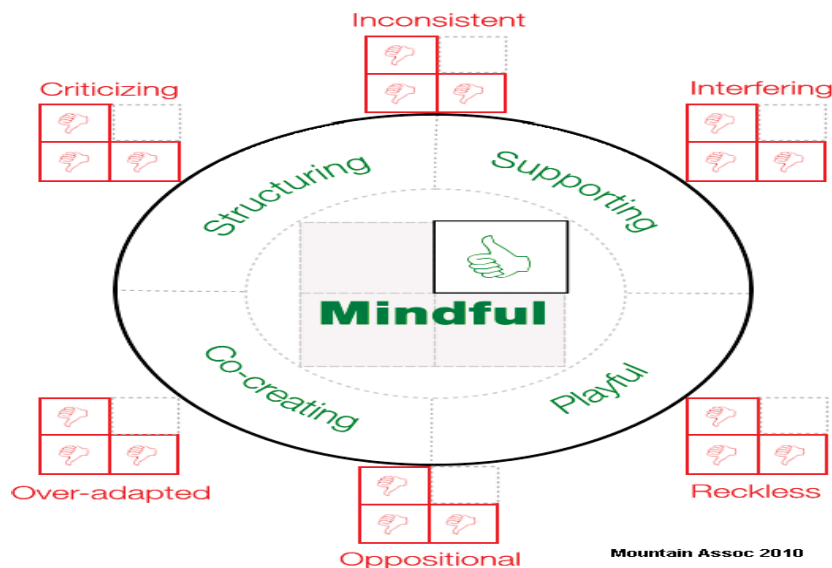 Inconsistent
Criticizing
Interfering
Structuring
Supporting
Mindful
Co-creating
Playful
Over-adapted
Reckless
Oppositional
Mountain Assoc 2010